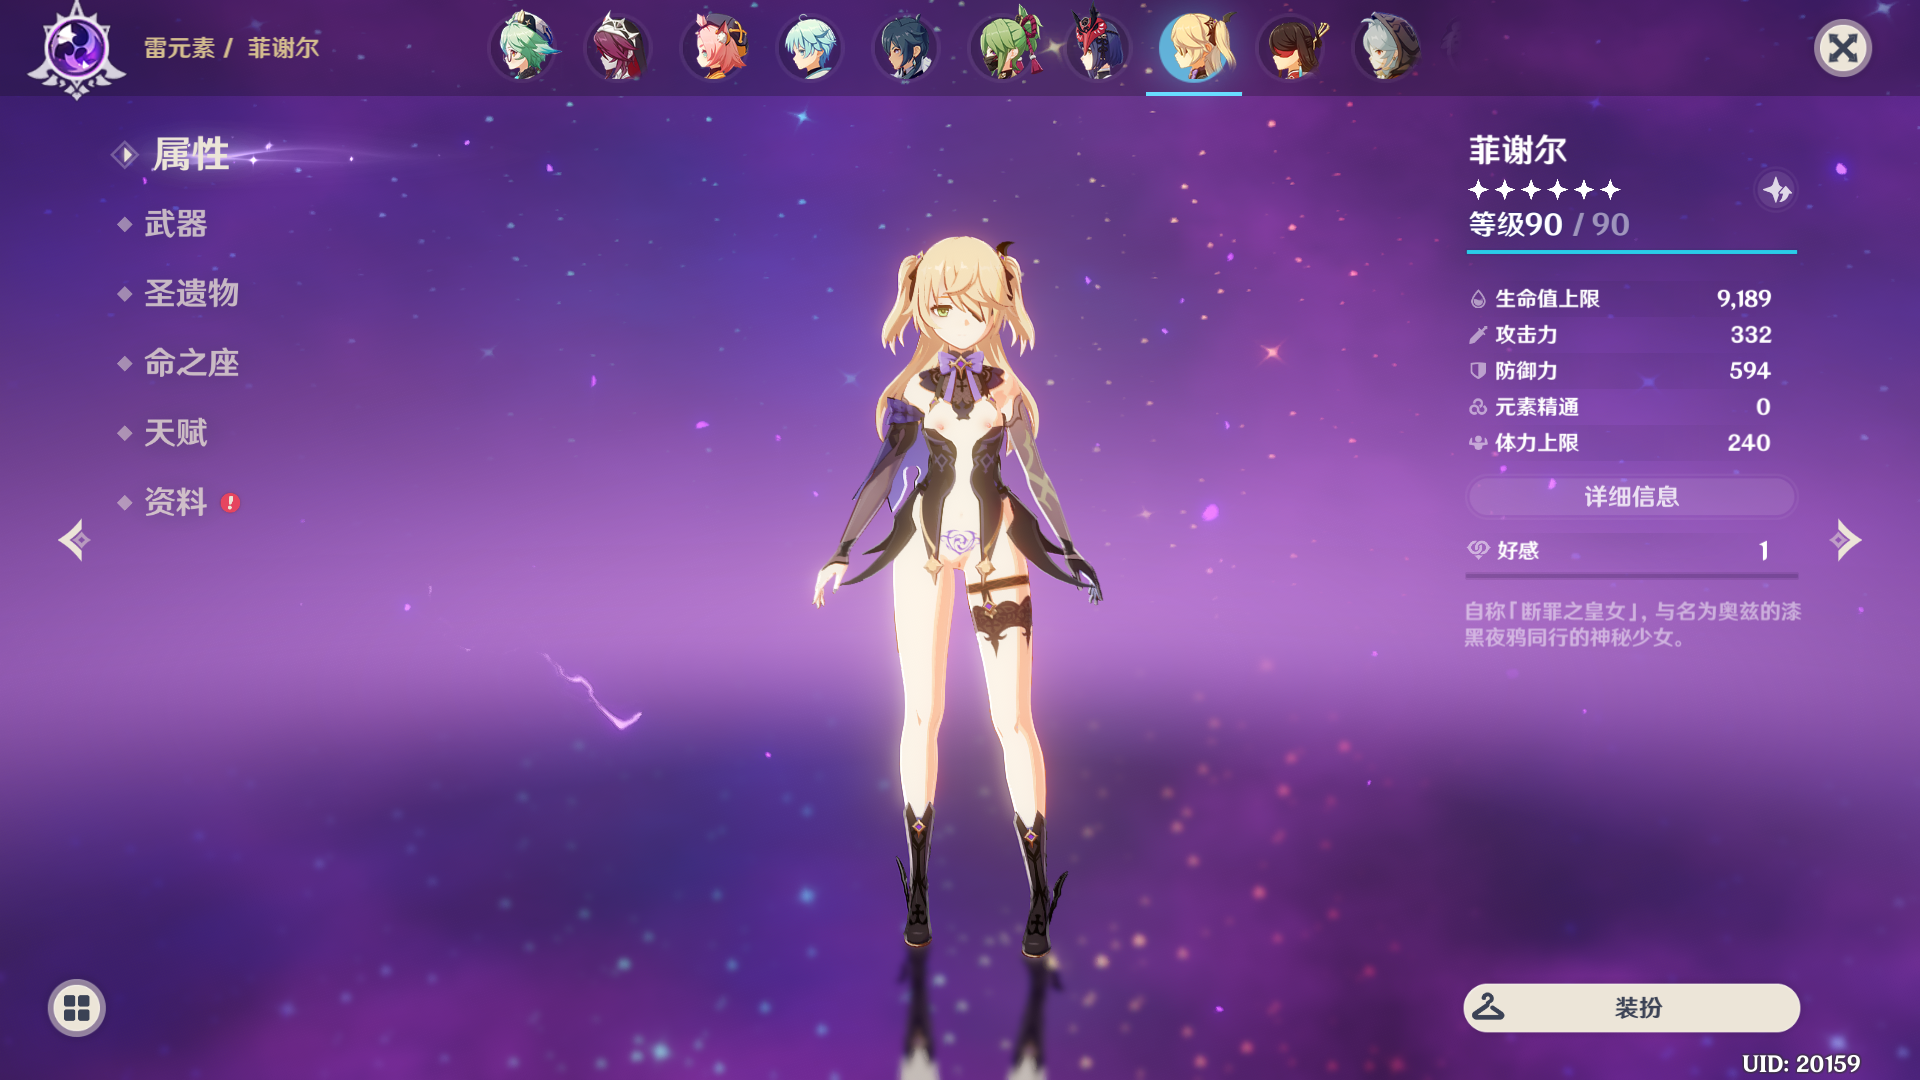 雷元素 / 菲谢尔
属性
武器
圣遗物
命之座
天赋
资料
菲谢尔
等级90 / 90
生命值上限 9,189
攻击力 332
防御力 594
元素精通 0
体力上限 240
详细信息
好感 1
自称「断罪之皇女」，与名为奥兹的漆
黑夜鸦同行的神秘少女。
装扮
UID: 20159